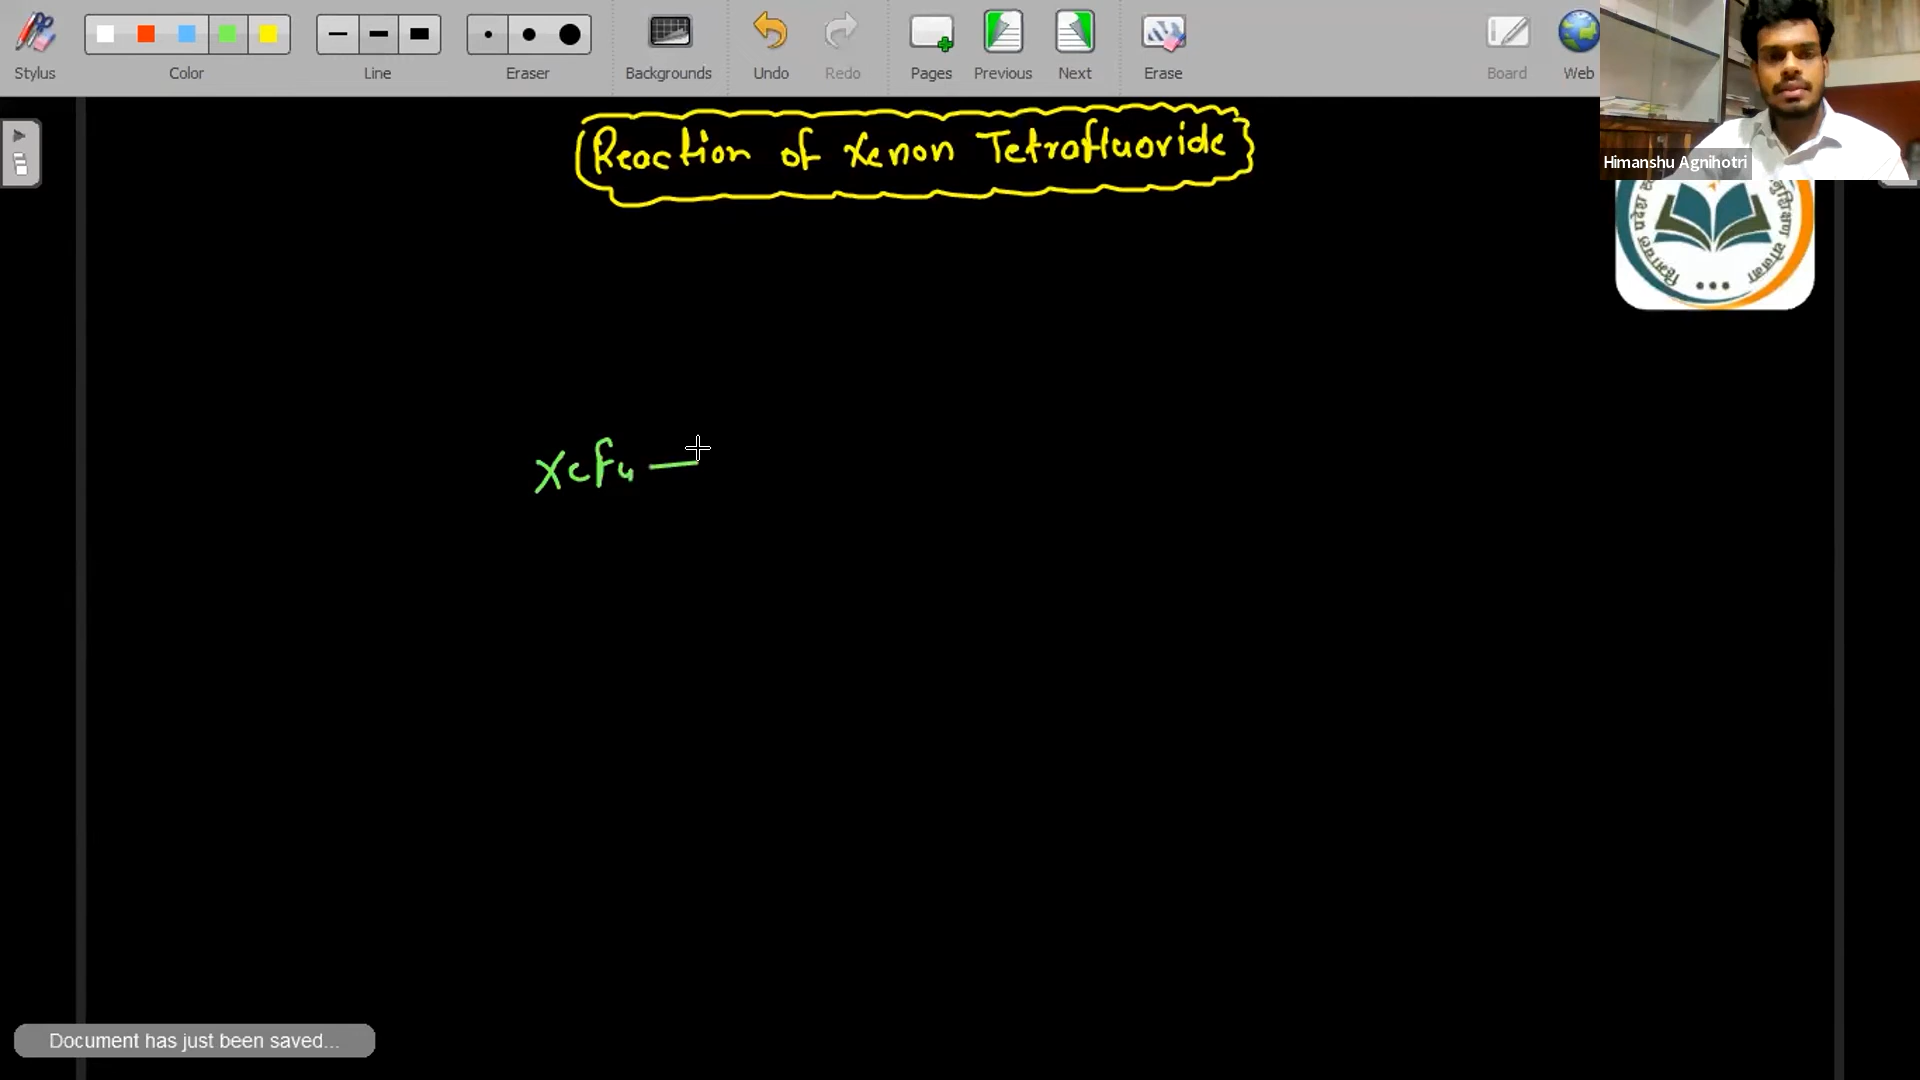 Stylus
Color
Line
Eraser
Backgrounds
Undo
Redo
Pages
Previous
Next
Erase
Board
Web
Himanshu Agnihotri
Reaction of Xenon Tetrofluoride
XeF4 —
Document has just been saved...